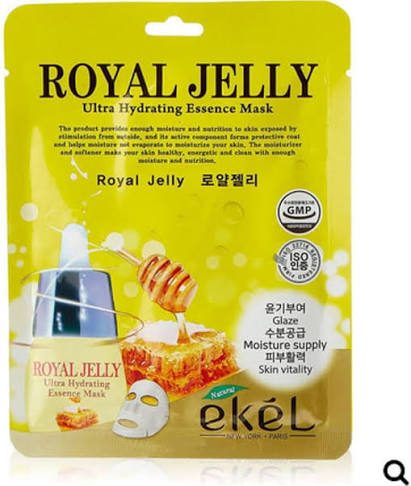 ROYAL JELLY
Ultra Hydrating Essence Mask
The product provides enough moisture and nutrition to skin exposed by
stimulation from outside, and its active component forms protective coat
and helps moisture not evaporate to moisturize your skin. The moisturizer
and softener make your skin healthy, energetic and clean with enough
moisture and nutrition.
Royal Jelly 로얄젤리
GMP
ISO
인증
윤기부여
Glaze
수분공급
Moisture supply
피부활력
Skin vitality
ROYAL JELLY
Ultra Hydrating
Essence Mask
Natural
ekeL
NEW YORK • PARIS